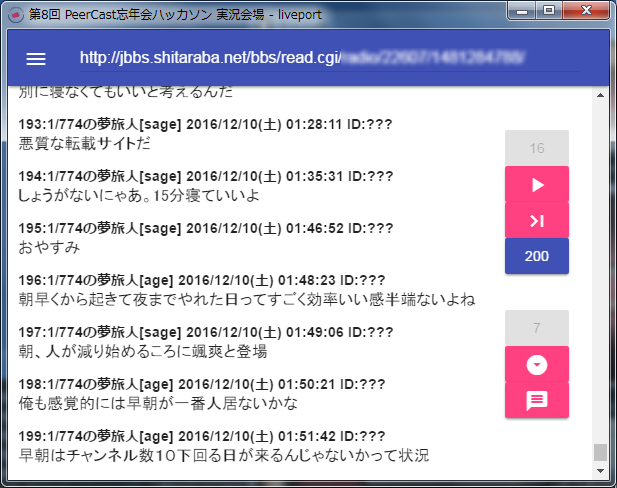 第8回 PeerCast忘年会ハッカソン 実況会場 - liveport
http://jbbs.shitaraba.net/bbs/read.cgi/
別に寝なくてもいいと考えるんだ
193:1/774の夢旅人[sage] 2016/12/10(土) 01:28:11 ID:???
悪質な転載サイトだ
194:1/774の夢旅人[sage] 2016/12/10(土) 01:35:31 ID:???
しょうがないにゃあ。15分寝ていいよ
195:1/774の夢旅人[sage] 2016/12/10(土) 01:46:52 ID:???
おやすみ
196:1/774の夢旅人[age] 2016/12/10(土) 01:48:23 ID:???
朝早くから起きて夜までやれた日ってすごく効率いい感半端ないよね
197:1/774の夢旅人[sage] 2016/12/10(土) 01:49:06 ID:???
朝、人が減り始めるころに颯爽と登場
198:1/774の夢旅人[age] 2016/12/10(土) 01:50:21 ID:???
俺も感覚的には早朝が一番人居ないかな
199:1/774の夢旅人[age] 2016/12/10(土) 01:51:42 ID:???
早朝はチャンネル数１０下回る日が来るんじゃないかって状況
16
200
7